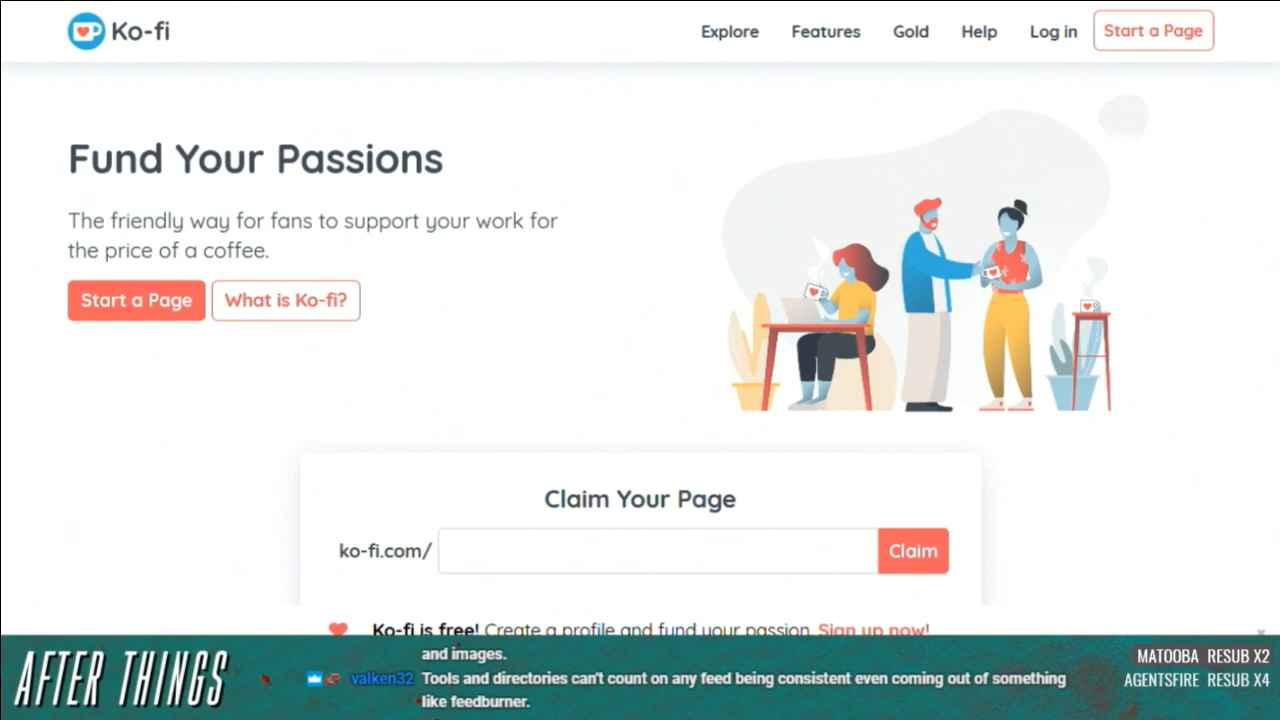 Ko-fi
Explore
Features
Gold
Help
Log in
Start a Page
Fund Your Passions
The friendly way for fans to support your work for
the price of a coffee.
Start a Page
What is Ko-fi?
Claim Your Page
ko-fi.com/
Claim
Ko-fi is free! Create a profile and fund your passion. Sign up now!
AFTER THINGS
and images.
valken32 Tools and directories can't count on any feed being consistent even coming out of something
like feedburner.
MATOOBA RESUB X2
AGENTSFIRE RESUB X4